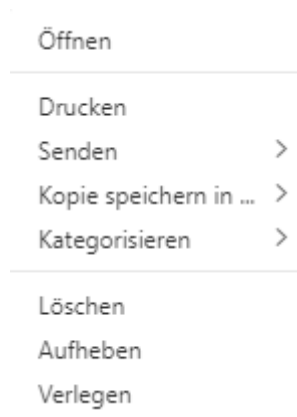 Öffnen
Drucken
Senden
Kopie speichern in ...
Kategorisieren
Löschen
Aufheben
Verlegen